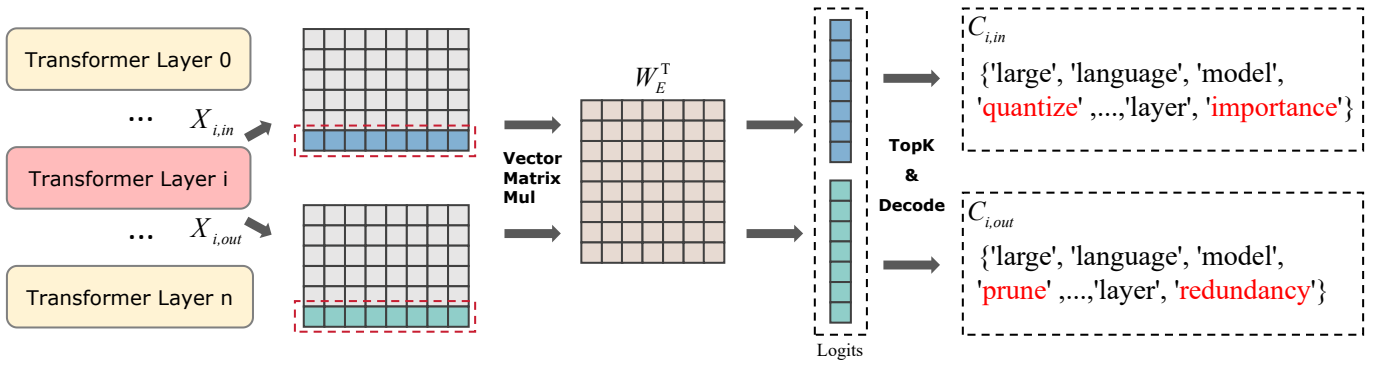 Transformer Layer 0
...
X_{i,in}
Transformer Layer i
...
X_{i,out}
Transformer Layer n
Vector
Matrix
Mul
W_E^T
Logits
TopK
&
Decode
C_{i,in}
{'large', 'language', 'model',
'quantize' ,...,'layer', 'importance'}
C_{i,out}
{'large', 'language', 'model',
'prune' ,...,'layer', 'redundancy'}